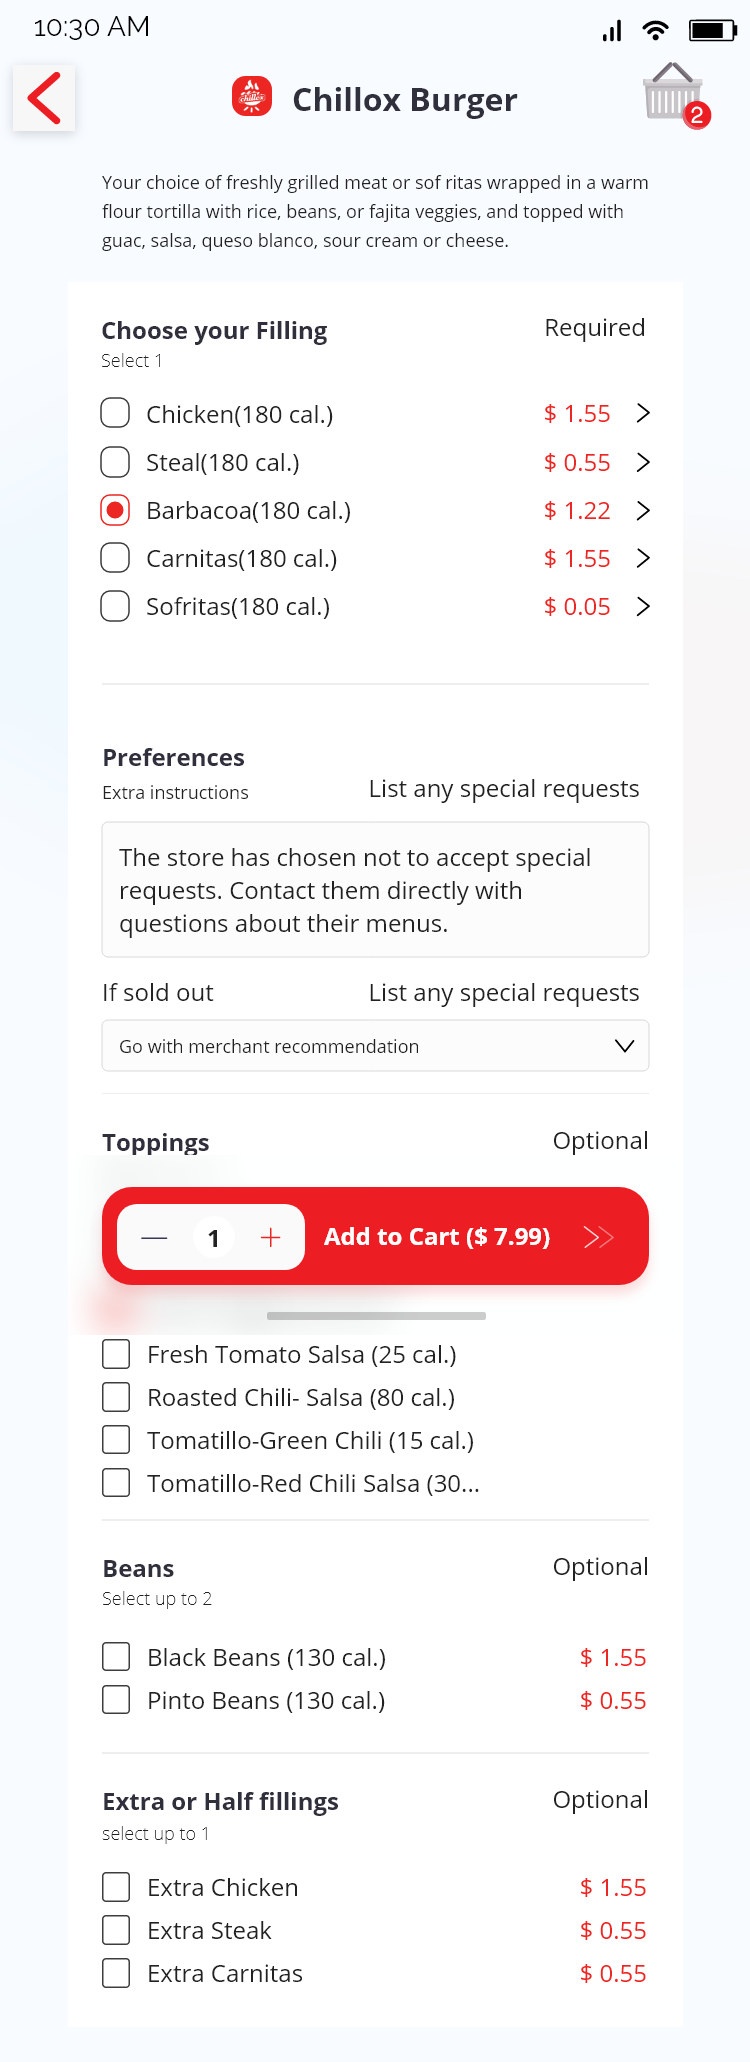 10:30 AM
chillox
Chillox Burger
2
Your choice of freshly grilled meat or sof ritas wrapped in a warm
flour tortilla with rice, beans, or fajita veggies, and topped with
guac, salsa, queso blanco, sour cream or cheese.
Choose your Filling Required
Select 1
Chicken(180 cal.) $ 1.55
Steal(180 cal.) $ 0.55
Barbacoa(180 cal.) $ 1.22
Carnitas(180 cal.) $ 1.55
Sofritas(180 cal.) $ 0.05
Preferences
Extra instructions List any special requests
The store has chosen not to accept special
requests. Contact them directly with
questions about their menus.
If sold out List any special requests
Go with merchant recommendation
Toppings Optional
— 1 + Add to Cart ($ 7.99)
Fresh Tomato Salsa (25 cal.)
Roasted Chili- Salsa (80 cal.)
Tomatillo-Green Chili (15 cal.)
Tomatillo-Red Chili Salsa (30...
Beans Optional
Select up to 2
Black Beans (130 cal.) $ 1.55
Pinto Beans (130 cal.) $ 0.55
Extra or Half fillings Optional
select up to 1
Extra Chicken $ 1.55
Extra Steak $ 0.55
Extra Carnitas $ 0.55